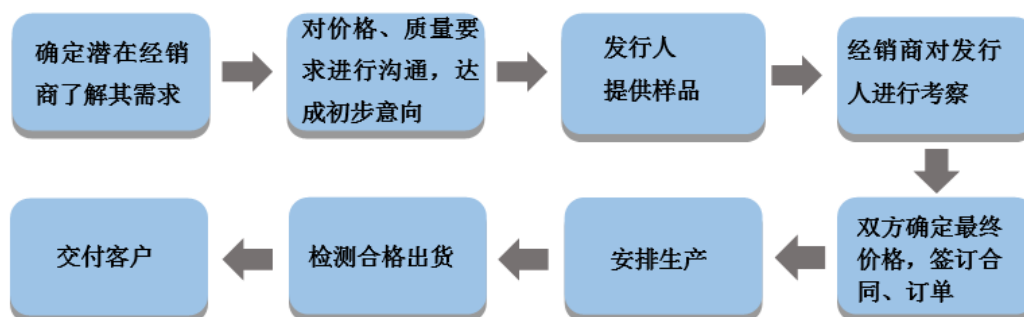 确定潜在经销
商了解其需求
对价格、质量要
求进行沟通，达
成初步意向
发行人
提供样品
经销商对发行
人进行考察
双方确定最终
价格，签订合
同、订单
安排生产
检测合格出货
交付客户